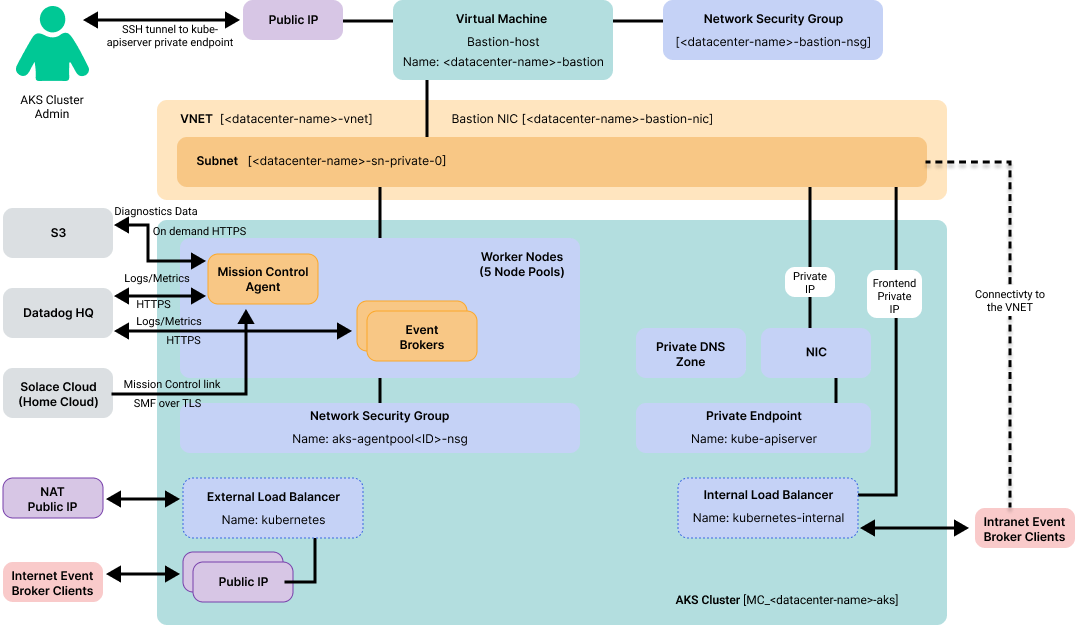 AKS Cluster
Admin
SSH tunnel to kube-
apiserver private endpoint
Public IP
Virtual Machine
Bastion-host
Name: <datacenter-name>-bastion
Network Security Group
[<datacenter-name>-bastion-nsg]
VNET [<datacenter-name>-vnet]
Bastion NIC [<datacenter-name>-bastion-nic]
Subnet [<datacenter-name>-sn-private-0]
S3
Diagnostics Data
On demand HTTPS
Datadog HQ
Logs/Metrics
HTTPS
Logs/Metrics
HTTPS
Solace Cloud
(Home Cloud)
Mission Control link
SMF over TLS
Mission Control
Agent
Worker Nodes
(5 Node Pools)
Event
Brokers
Network Security Group
Name: aks-agentpool<ID>-nsg
Private
IP
Frontend
Private
IP
Connectivty to
the VNET
Private DNS
Zone
NIC
Private Endpoint
Name: kube-apiserver
NAT
Public IP
External Load Balancer
Name: kubernetes
Internal Load Balancer
Name: kubernetes-internal
Intranet Event
Broker Clients
Internet Event
Broker Clients
Public IP
AKS Cluster [MC_<datacenter-name>-aks]